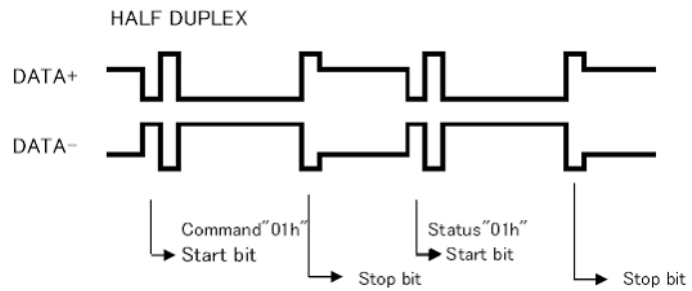 HALF DUPLEX
DATA+
DATA-
Command"01h"
Start bit
Stop bit
Status"01h"
Start bit
Stop bit